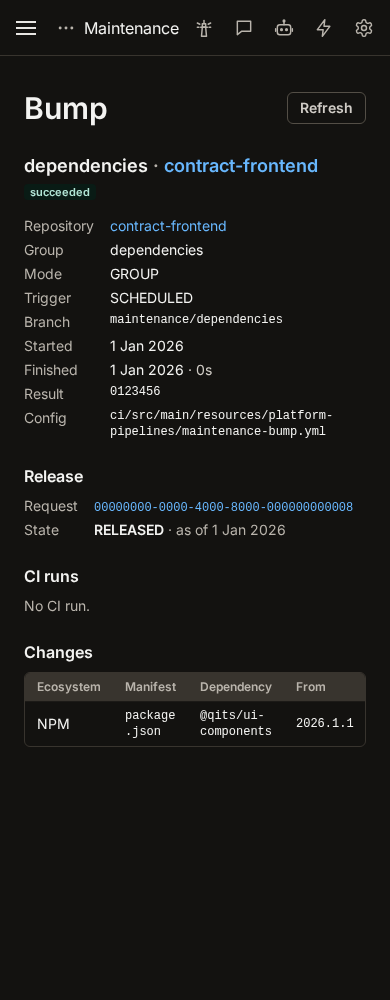 ··· Maintenance
Bump
Refresh
dependencies · contract-frontend
succeeded
Repository contract-frontend
Group dependencies
Mode GROUP
Trigger SCHEDULED
Branch maintenance/dependencies
Started 1 Jan 2026
Finished 1 Jan 2026 · 0s
Result 0123456
Config ci/src/main/resources/platform-
pipelines/maintenance-bump.yml
Release
Request 00000000-0000-4000-8000-000000000008
State RELEASED · as of 1 Jan 2026
CI runs
No CI run.
Changes
Ecosystem Manifest Dependency From
NPM package @qits/ui- 2026.1.1
.json components